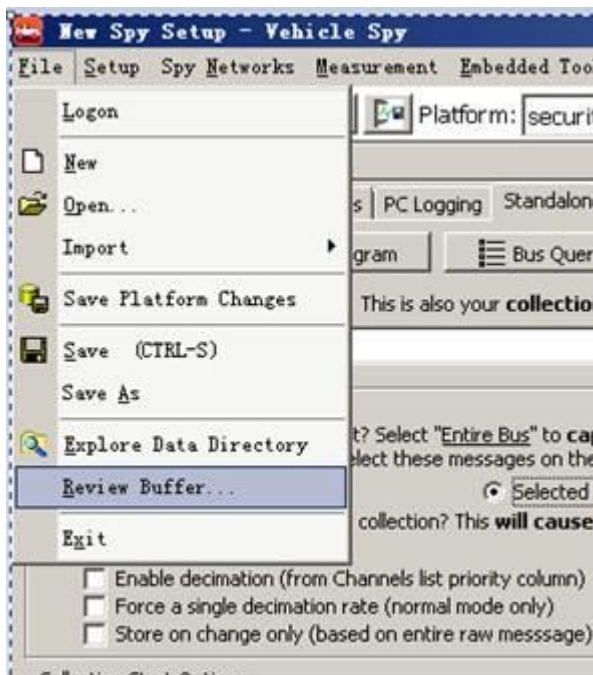 New Spy Setup - Vehicle Spy
File Setup Spy Networks Measurement Embedded Too
Logon
Platform: securit
New
Open...
s PC Logging Standalon
Import
gram Bus Quer
Save Platform Changes
This is also your collectio
Save (CTRL-S)
Save As
Explore Data Directory
t? Select "Entire Bus" to cap
elect these messages on the
Review Buffer...
Selected
collection? This will cause
Exit
Enable decimation (from Channels list priority column)
Force a single decimation rate (normal mode only)
Store on change only (based on entire raw messsage)